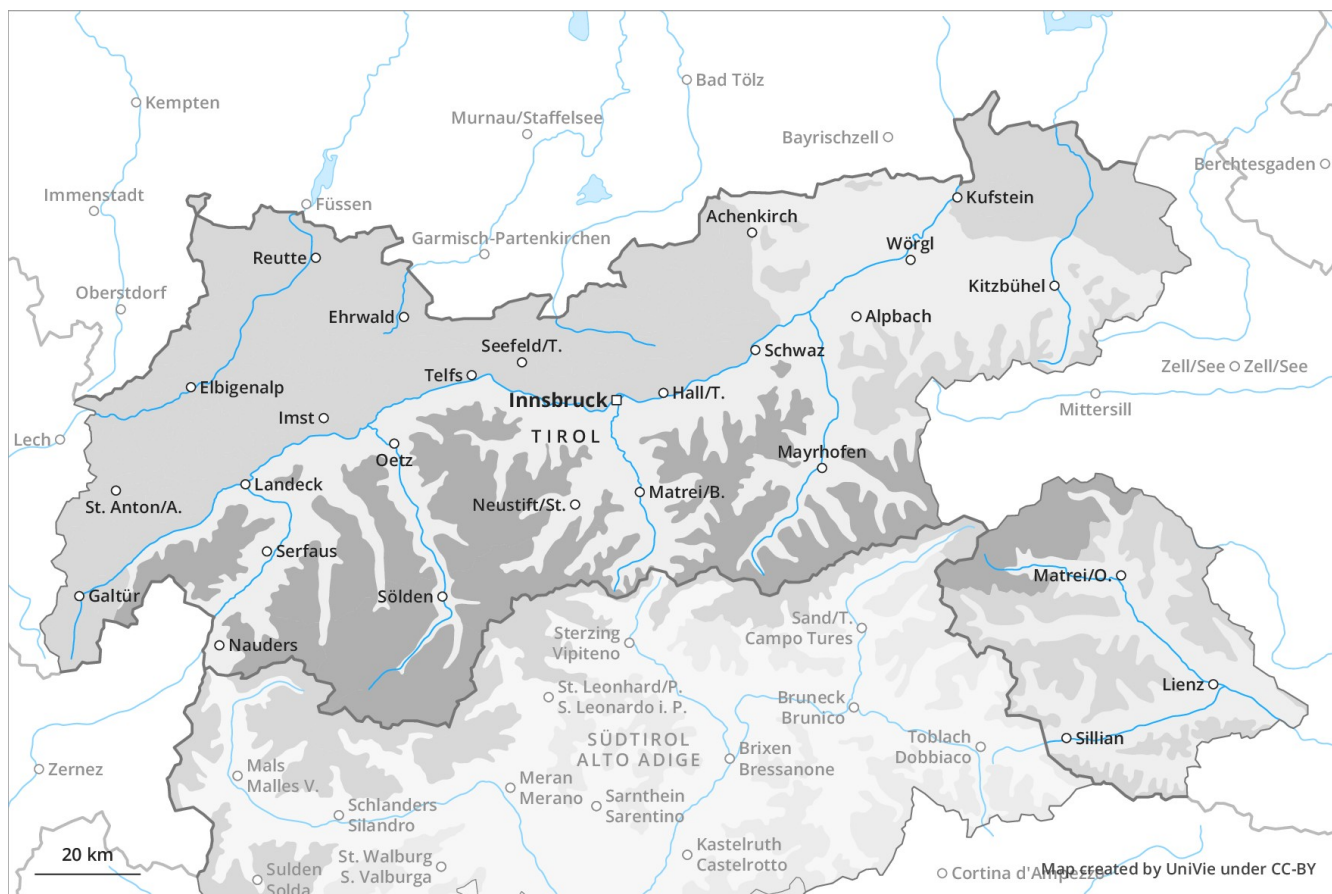 Bad Tölz
Kempten
Murnau/Staffelsee
Bayrischzell
Berchtesgaden
Immenstadt
Füssen
Kufstein
Achenkirch
Garmisch-Partenkirchen
Wörgl
Reutte
Kitzbühel
Oberstdorf
Ehrwald
Alpbach
Seefeld/T.
Schwaz
Zell/See
Zell/See
Telfs
Elbigenalp
Hall/T.
Innsbruck
Mittersill
Imst
TIROL
Lech
Oetz
Mayrhofen
Landeck
St. Anton/A.
Neustift/St.
Matrei/B.
Serfaus
Matrei/O.
Galtür
Sölden
Sand/T.
Campo Tures
Sterzing
Vipiteno
Nauders
Lienz
St. Leonhard/P.
S. Leonardo i. P.
Bruneck
Brunico
SÜDTIROL
ALTO ADIGE
Toblach
Dobbiaco
Sillian
Brixen
Bressanone
Zernez
Mals
Malles V.
Meran
Merano
Sarnthein
Sarentino
Schlanders
Silandro
Kastelruth
Castelrotto
20 km
St. Walburg
S. Valburga
Sulden
Solda
Cortina d'Ampezzo
Map created by UniVie under CC-BY